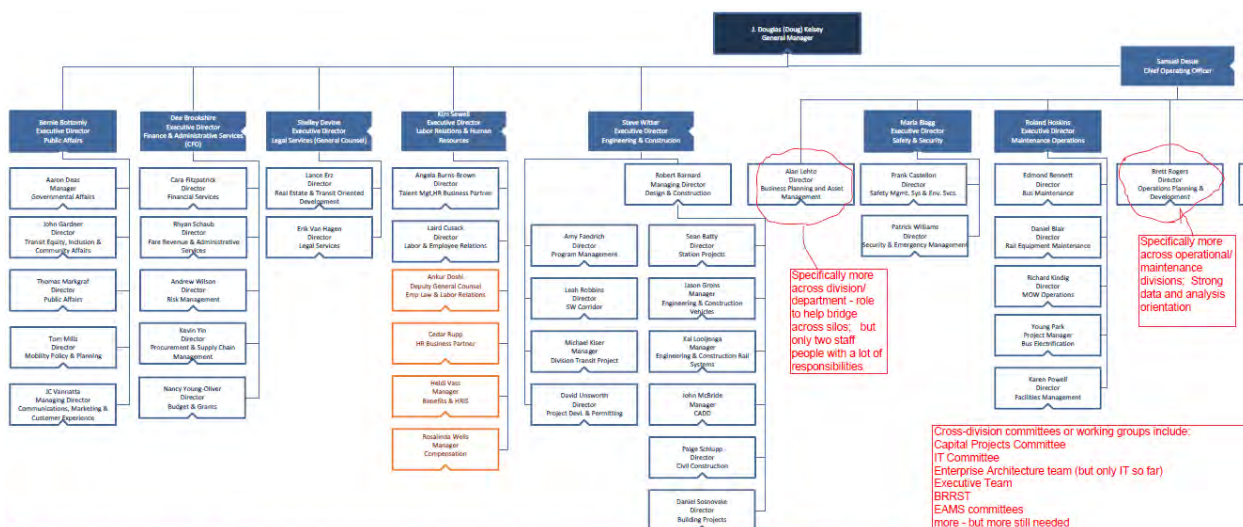 J. Douglas (Doug) Kelsey
General Manager
Samuel Desue
Chief Operating Officer
Bernie Bottomly
Executive Director
Public Affairs
Dee Brookshire
Executive Director
Finance & Administrative Services
(CFO)
Shelley Devine
Executive Director
Legal Services (General Counsel)
Kim Sewell
Executive Director
Labor Relations & Human
Resources
Steve Witter
Executive Director
Engineering & Construction
Marla Blagg
Executive Director
Safety & Security
Roland Hoskins
Executive Director
Maintenance Operations
Aaron Deas
Manager
Governmental Affairs
John Gardner
Director
Transit Equity, Inclusion &
Community Affairs
Thomas Markgraf
Director
Public Affairs
Tom Mills
Director
Mobility Policy & Planning
JC Vannatta
Managing Director
Communications, Marketing &
Customer Experience
Cara Fitzpatrick
Director
Financial Services
Rhyan Schaub
Director
Fare Revenue & Administrative
Services
Andrew Wilson
Director
Risk Management
Kevin Yin
Director
Procurement & Supply Chain
Management
Nancy Young-Oliver
Director
Budget & Grants
Lance Erz
Director
Real Estate & Transit Oriented
Development
Erik Van Hagen
Director
Legal Services
Angela Burns-Brown
Director
Talent Mgt,HR Business Partner
Laird Cusack
Director
Labor & Employee Relations
Ankur Doshi
Deputy General Counsel
Emp Law & Labor Relations
Cedar Rupp
HR Business Partner
Heidi Vass
Manager
Benefits & HRIS
Rosalinda Wells
Manager
Compensation
Robert Barnard
Managing Director
Design & Construction
Amy Fandrich
Director
Program Management
Leah Robbins
Director
SW Corridor
Michael Kiser
Manager
Division Transit Project
David Unsworth
Director
Project Devl. & Permitting
Sean Batty
Director
Station Projects
Jason Grons
Manager
Engineering & Construction
Vehicles
Kai Looijenga
Manager
Engineering & Construction Rail
Systems
John McBride
Manager
CADD
Paige Schlupp
Director
Civil Construction
Daniel Sosnovske
Director
Building Projects
Alan Lehto
Director
Business Planning and Asset
Management
Specifically more
across division/
department - role
to help bridge
across silos; but
only two staff
people with a lot of
responsibilities
Frank Castellon
Director
Safety Mgmt. Sys & Env. Svcs.
Patrick Williams
Director
Security & Emergency Management
Edmond Bennett
Director
Bus Maintenance
Daniel Blair
Director
Rail Equipment Maintenance
Richard Kindig
Director
MOW Operations
Young Park
Project Manager
Bus Electrification
Karen Powell
Director
Facilities Management
Brett Rogers
Director
Operations Planning &
Development
Specifically more
across operational/
maintenance
divisions; Strong
data and analysis
orientation
Cross-division committees or working groups include:
Capital Projects Committee
IT Committee
Enterprise Architecture team (but only IT so far)
Executive Team
BRRST
EAMS committees
more - but more still needed